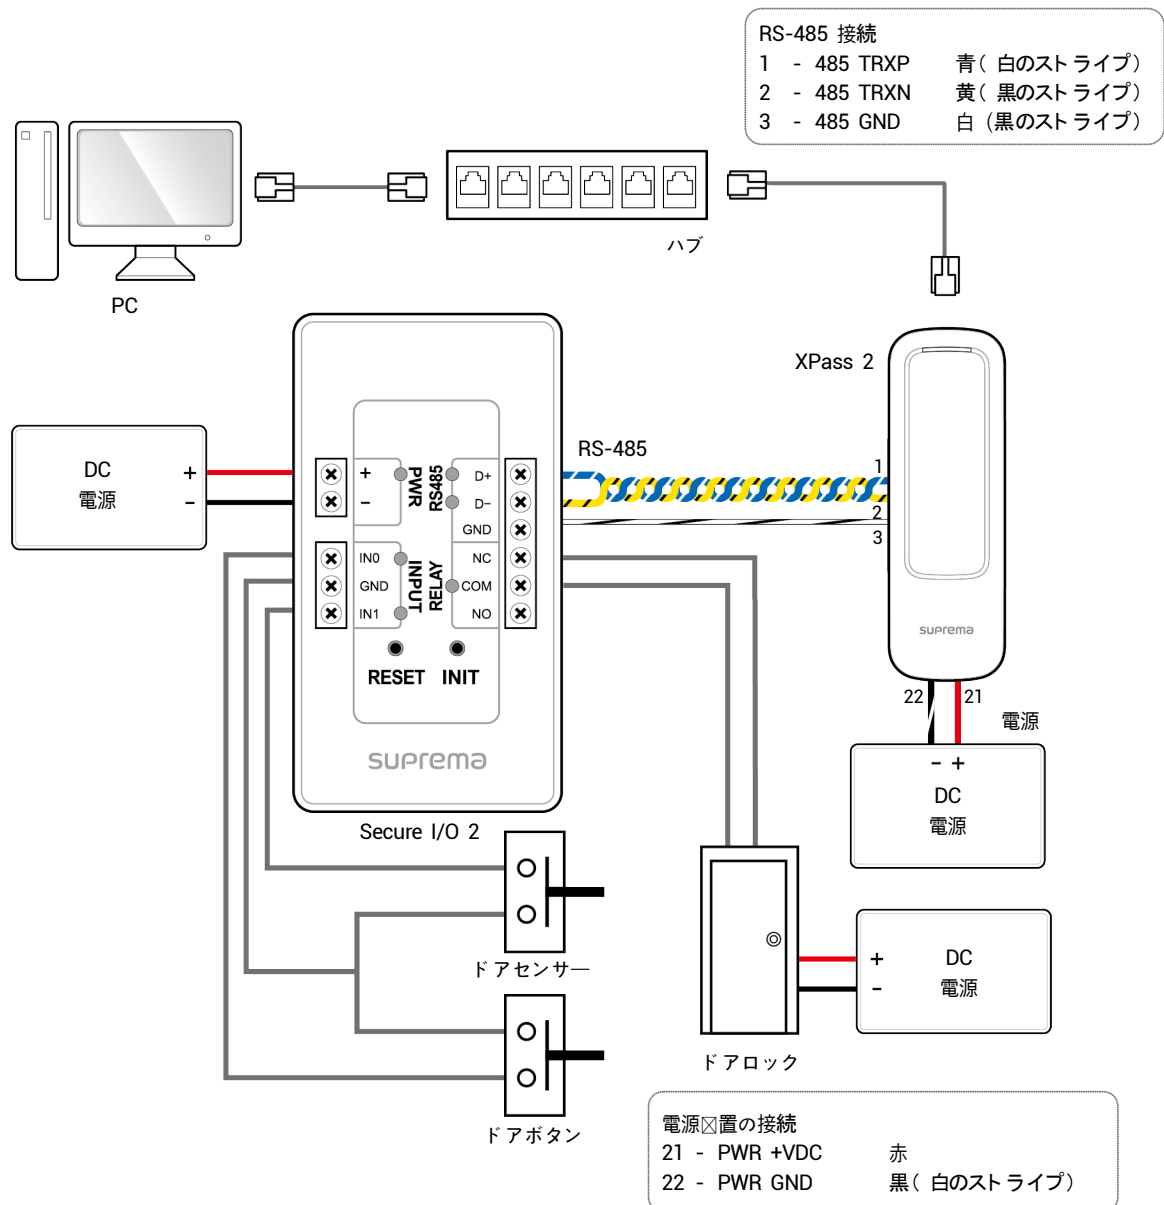 RS-485 接続
1 - 485 TRXP 青( 白のストライプ)
2 - 485 TRXN 黄( 黒のストライプ)
3 - 485 GND 白 (黒のストライプ)
ハブ
PC
XPass 2
RS-485
DC
電源
+
-
+
-
PWR
RS485
D+
D-
GND
IN0
GND
IN1
INPUT
RELAY
NC
COM
NO
RESET INIT
suprema
Secure I/O 2
1
2
3
suprema
22
21
電源
- +
DC
電源
ドアセンサー
ドアボタン
ドアロック
+
-
DC
電源
電源置の接続
21 - PWR +VDC 赤
22 - PWR GND 黒( 白のストライプ)